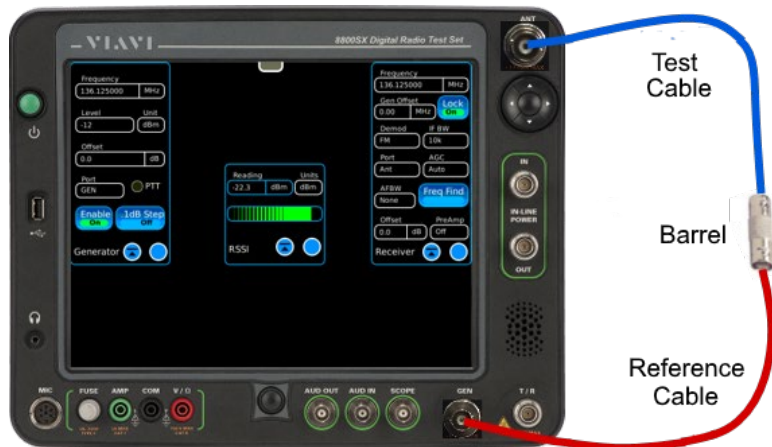 VIAVI
8800SX Digital Radio Test Set
ANT
Frequency
136.125000 MHz
Level Unit
-12 dBm
Offset
0.0 dB
Port
GEN PTT
Enable .1dB Step
On Off
Generator
Reading Units
-22.3 dBm dBm
RSSI
Frequency
136.125000 MHz
Gen Offset Lock
0.00 MHz On
Demod IF BW
FM 10k
Port AGC
Ant Auto
AFBW
None Freq Find
Offset PreAmp
0.0 dB Off
Receiver
IN
IN-LINE
POWER
OUT
Test
Cable
Barrel
Reference
Cable
MIC
FUSE
AMP
COM
V / Ω
AUD OUT
AUD IN
SCOPE
GEN
T / R